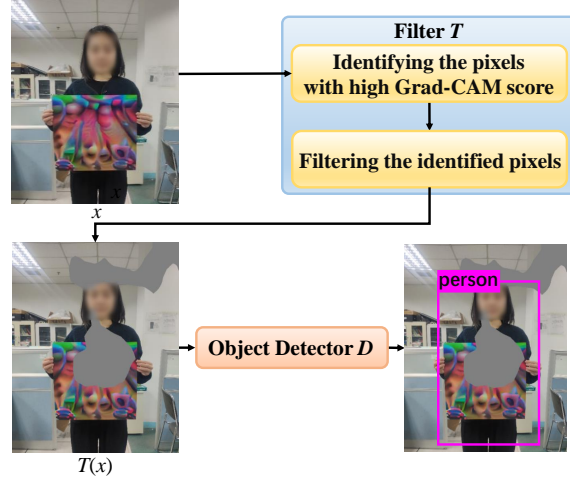 Filter T
Identifying the pixels
with high Grad-CAM score
Filtering the identified pixels
x
x
person
Object Detector D
T(x)